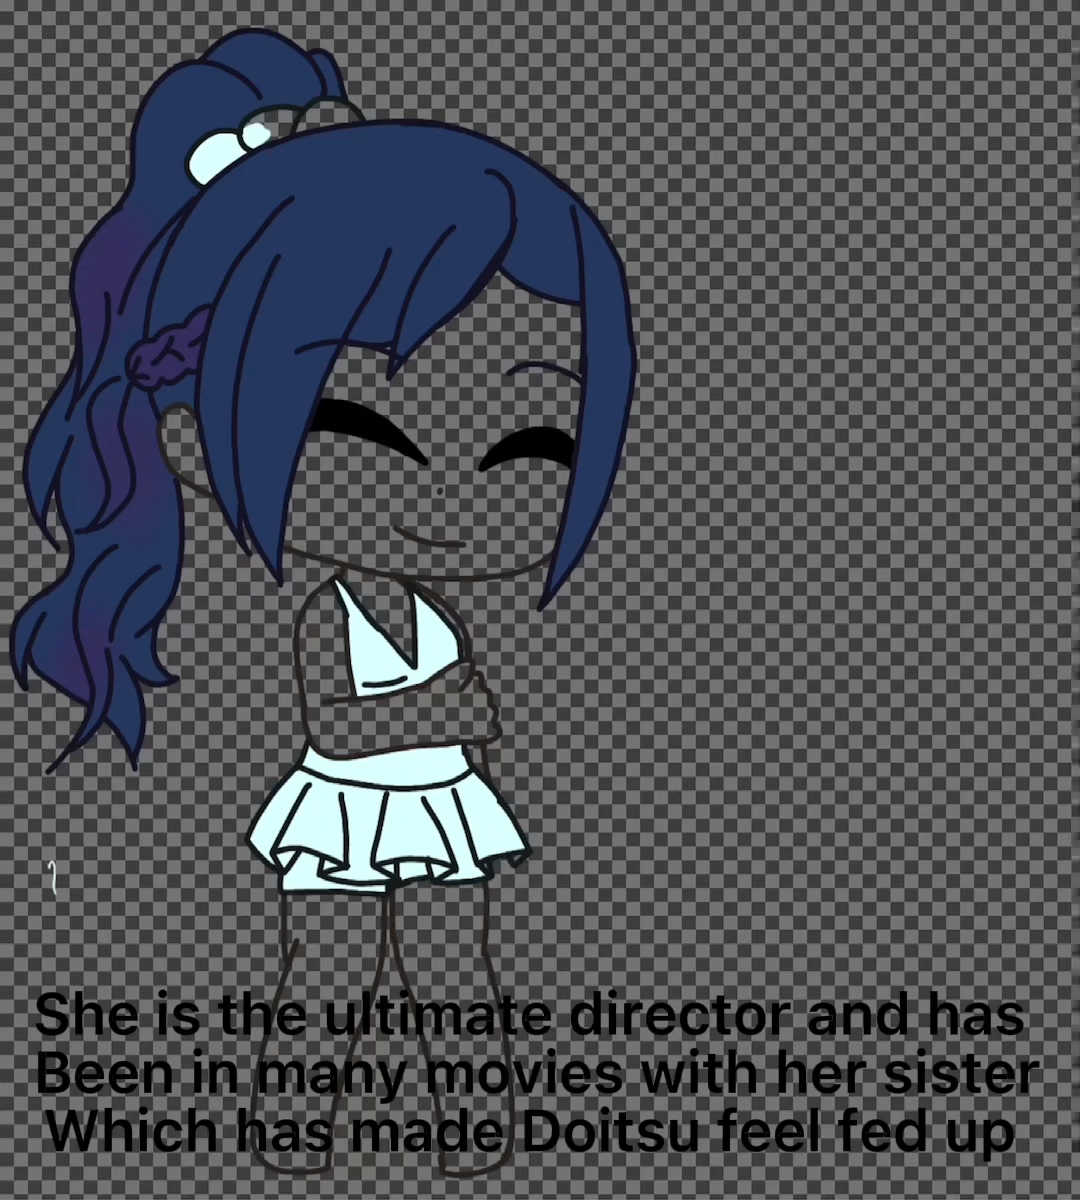 She is the ultimate director and has
Been in many movies with her sister
Which has made Doitsu feel fed up